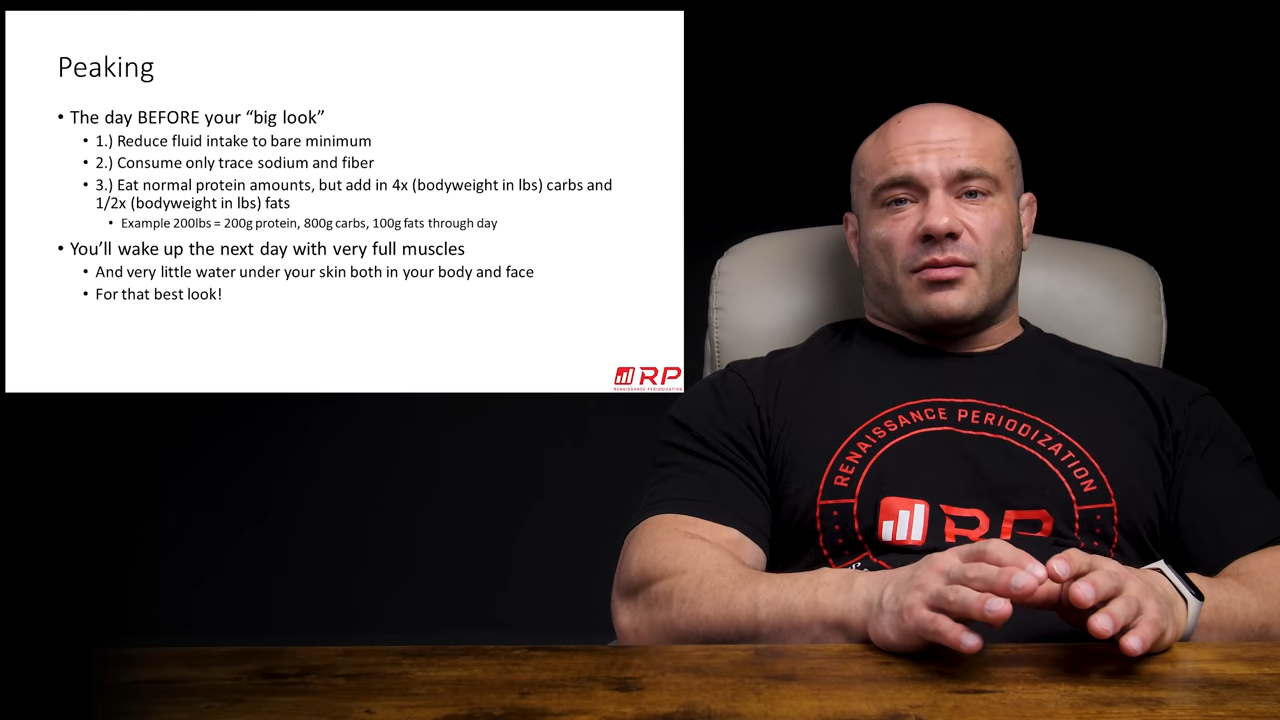 Peaking
• The day BEFORE your “big look”
• 1.) Reduce fluid intake to bare minimum
• 2.) Consume only trace sodium and fiber
• 3.) Eat normal protein amounts, but add in 4x (bodyweight in lbs) carbs and
1/2x (bodyweight in lbs) fats
• Example 200lbs = 200g protein, 800g carbs, 100g fats through day
• You’ll wake up the next day with very full muscles
• And very little water under your skin both in your body and face
• For that best look!
RP
RENAISSANCE PERIODIZATION
RENAISSANCE PERIODIZATION
RP